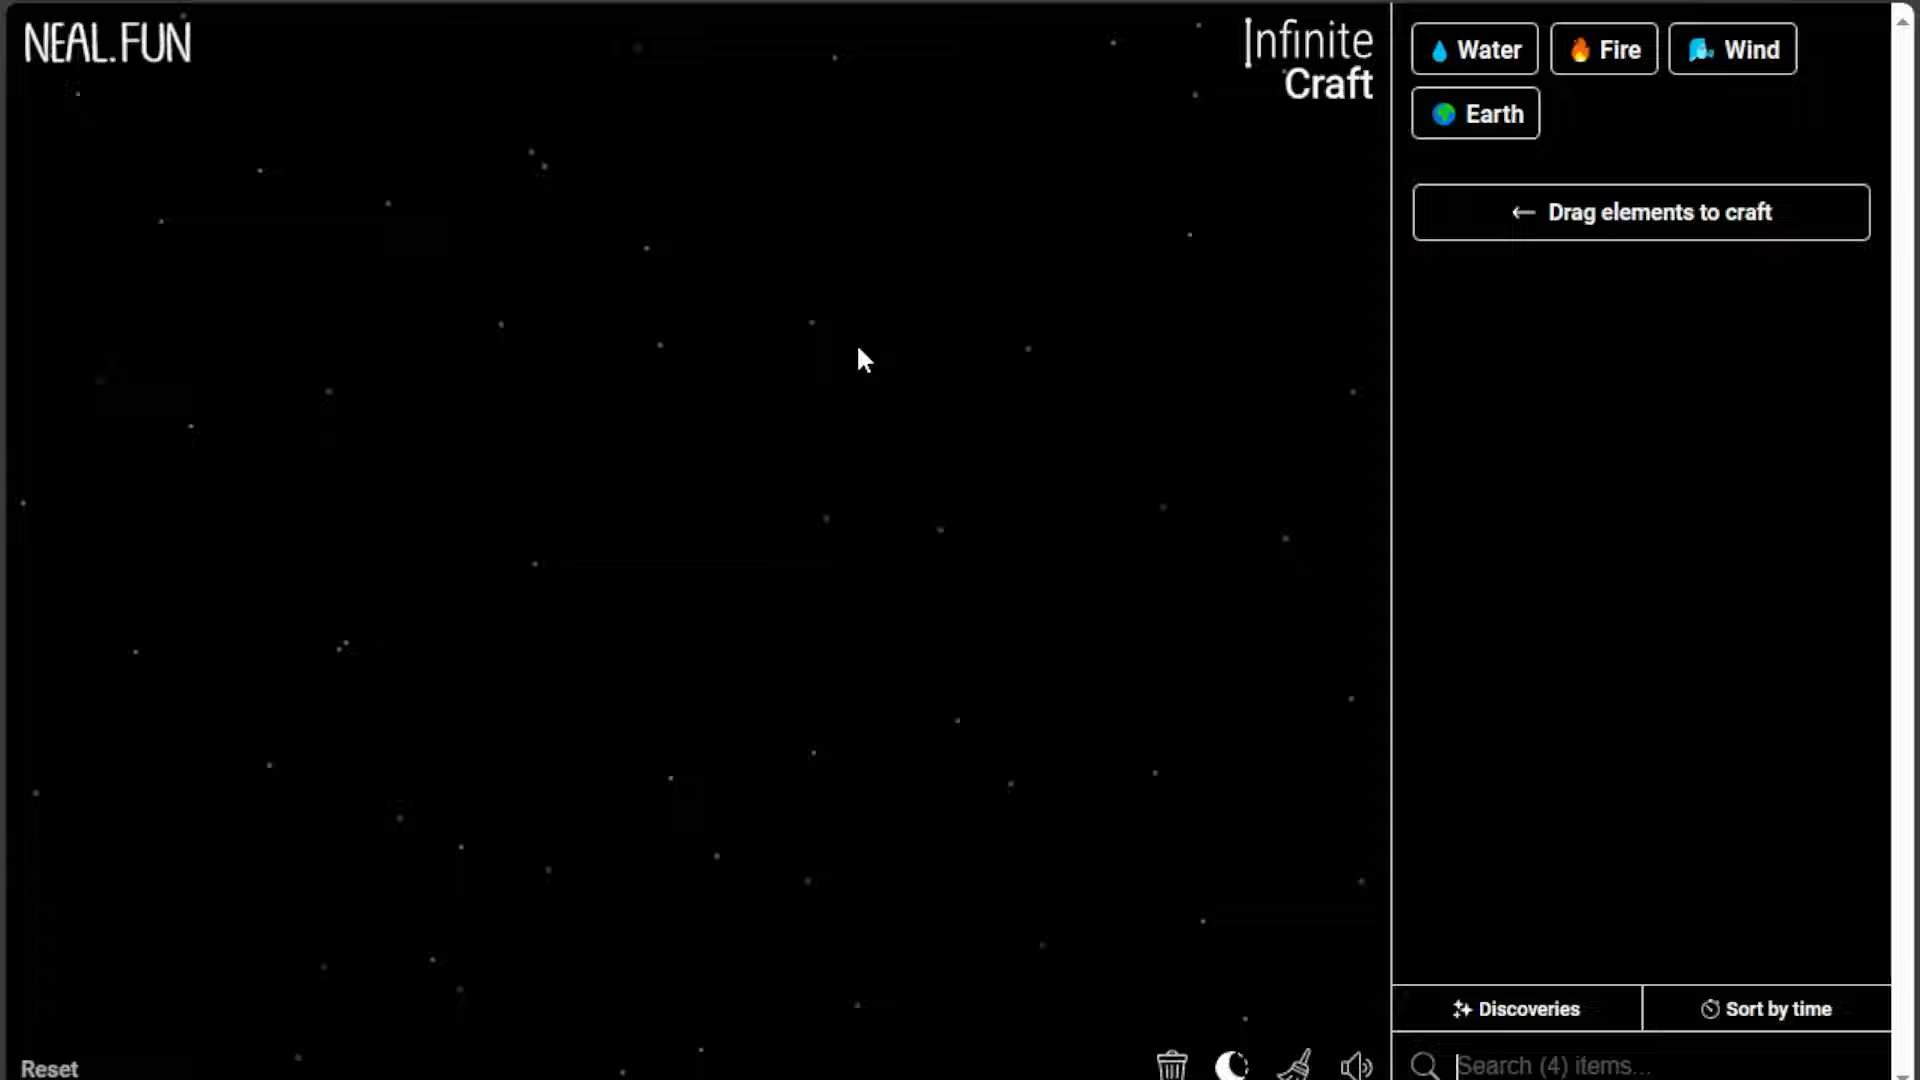 NEAL.FUN
Infinite
Craft
Water
Fire
Wind
Earth
← Drag elements to craft
Discoveries
Sort by time
Reset
Search (4) items...